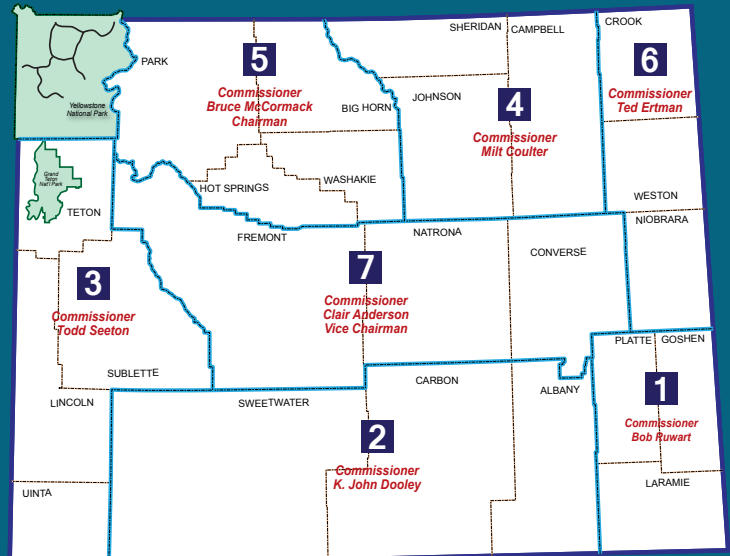 SHERIDAN
CAMPBELL
CROOK
PARK
5
Commissioner
Bruce McCormack
Chairman
BIG HORN
JOHNSON
4
Commissioner
Milt Coulter
6
Commissioner
Ted Ertman
Yellowstone
National Park
Grand
Teton
Nat'l Park
TETON
HOT SPRINGS
WASHAKIE
WESTON
NIOBRARA
FREMONT
NATRONA
CONVERSE
3
Commissioner
Todd Seeton
7
Commissioner
Clair Anderson
Vice Chairman
PLATTE
GOSHEN
SUBLETTE
CARBON
ALBANY
1
Commissioner
Bob Ruwart
LINCOLN
SWEETWATER
2
Commissioner
K. John Dooley
UINTA
LARAMIE